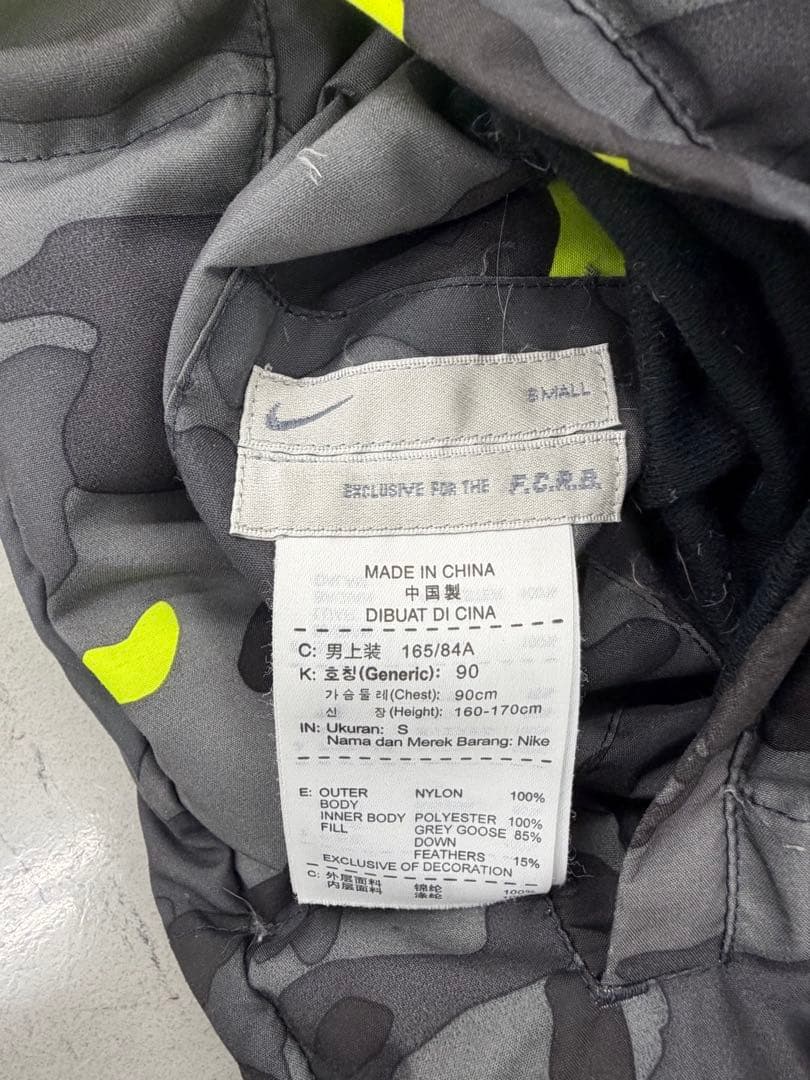 SMALL
EXCLUSIVE FOR THE F.C.R.B.
MADE IN CHINA
中国製
DIBUAT DI CINA
C: 男上装 165/84A
K: 호칭(Generic): 90
가슴둘레(Chest): 90cm
신 장(Height): 160-170cm
IN: Ukuran: S
Nama dan Merek Barang: Nike
E: OUTER BODY NYLON 100%
INNER BODY POLYESTER 100%
FILL GREY GOOSE DOWN 85%
FEATHERS 15%
EXCLUSIVE OF DECORATION
C: 外层面料 锦纶 100%
内层面料 涤纶